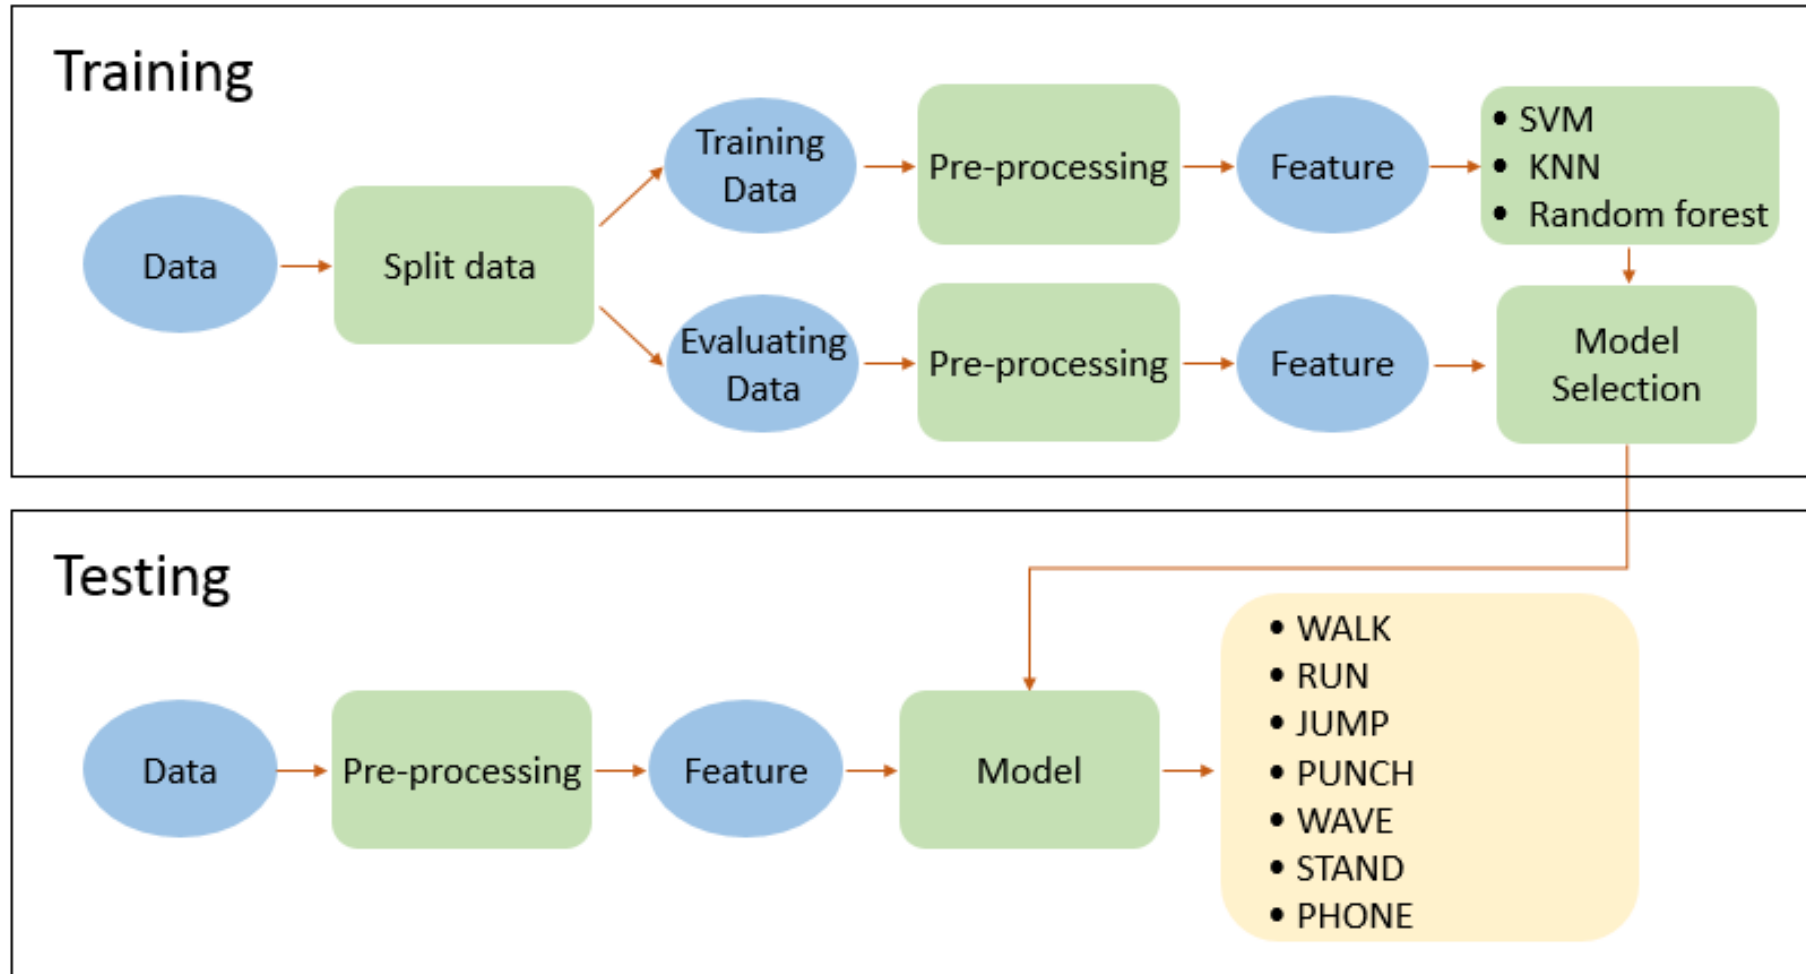 Training
Data
Split data
Training
Data
Pre-processing
Feature
• SVM
• KNN
• Random forest
Evaluating
Data
Pre-processing
Feature
Model
Selection
Testing
Data
Pre-processing
Feature
Model
• WALK
• RUN
• JUMP
• PUNCH
• WAVE
• STAND
• PHONE